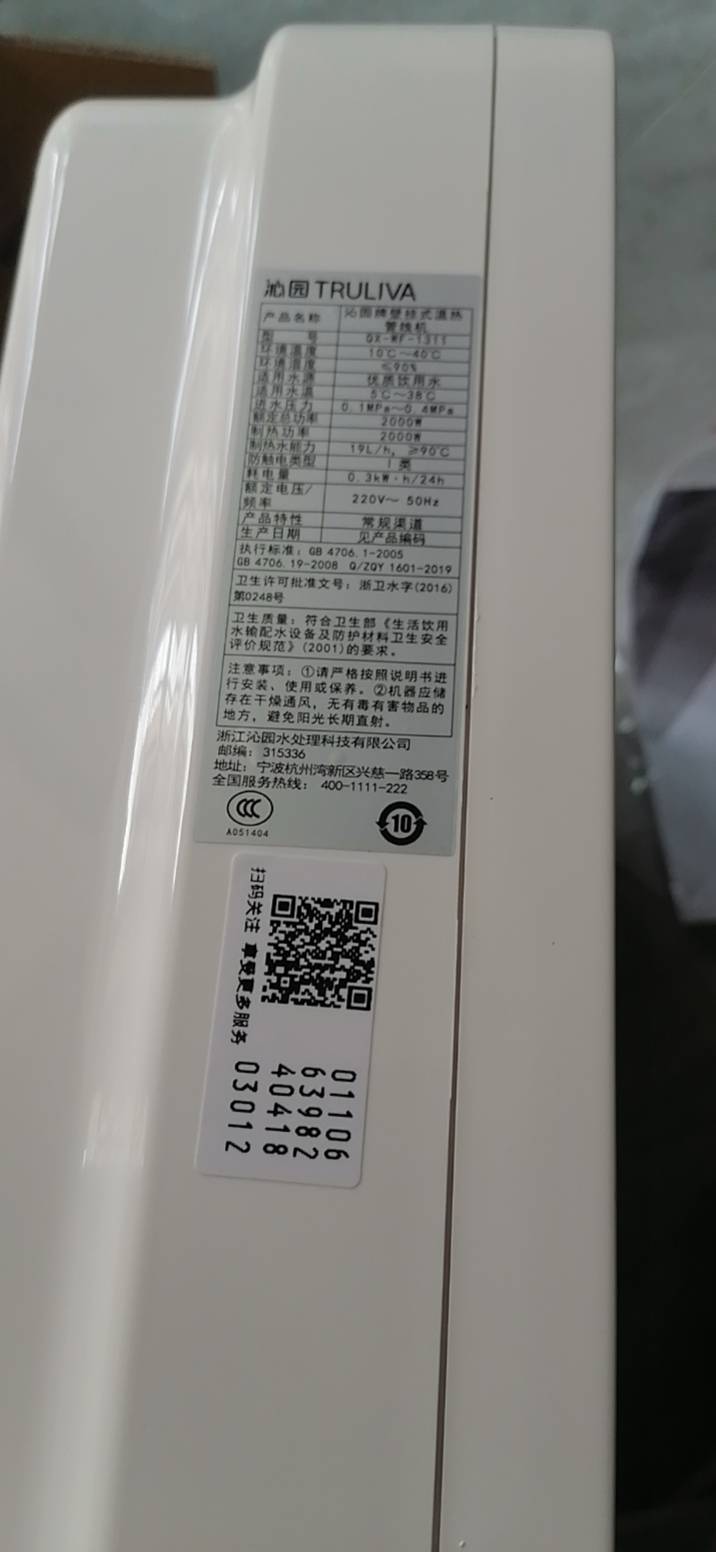 沁园 TRULIVA
产品名称 沁园牌壁挂式温热
管线机
型号 QX-WF-1311
环境温度 10℃~40℃
环境湿度 ≤90%
适用水源 优质饮用水
适用水温 5℃~38℃
进水压力 0.1MPa~0.4MPa
额定总功率 2000W
制热功率 2000W
制热水能力 19L/h, ≥90℃
防触电类型 I 类
耗电量 0.3kW·h/24h
额定电压/
频率 220V~ 50Hz
产品特性 常规渠道
生产日期 见产品编码
执行标准：GB 4706.1-2005
GB 4706.19-2008 Q/ZQY 1601-2019
卫生许可批准文号：浙卫水字(2016)
第0248号
卫生质量：符合卫生部《生活饮用
水输配水设备及防护材料卫生安全
评价规范》(2001)的要求。
注意事项：①请严格按照说明书进
行安装、使用或保养。②机器应储
存在干燥通风，无有毒有害物品的
地方，避免阳光长期直射。
浙江沁园水处理科技有限公司
邮编：315336
地址：宁波杭州湾新区兴慈一路358号
全国服务热线：400-1111-222
CCC
A051404
10
扫码关注 享受更多服务
01106
63982
40418
03012